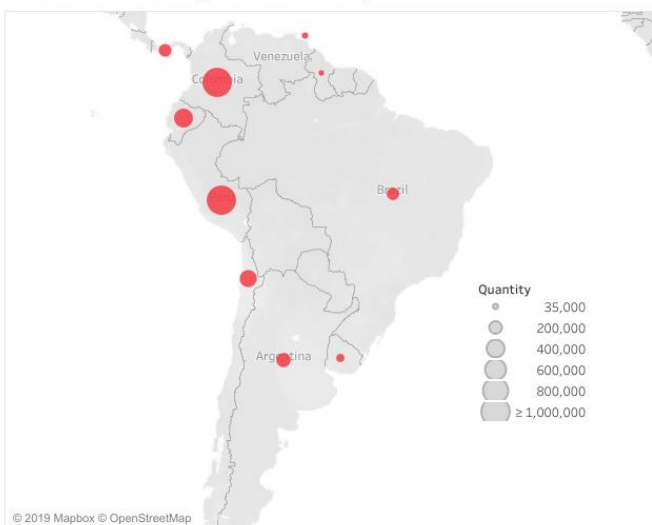 Venezuela
Colombia
Brazil
Argentina
Quantity
35,000
200,000
400,000
600,000
800,000
≥ 1,000,000
© 2019 Mapbox © OpenStreetMap